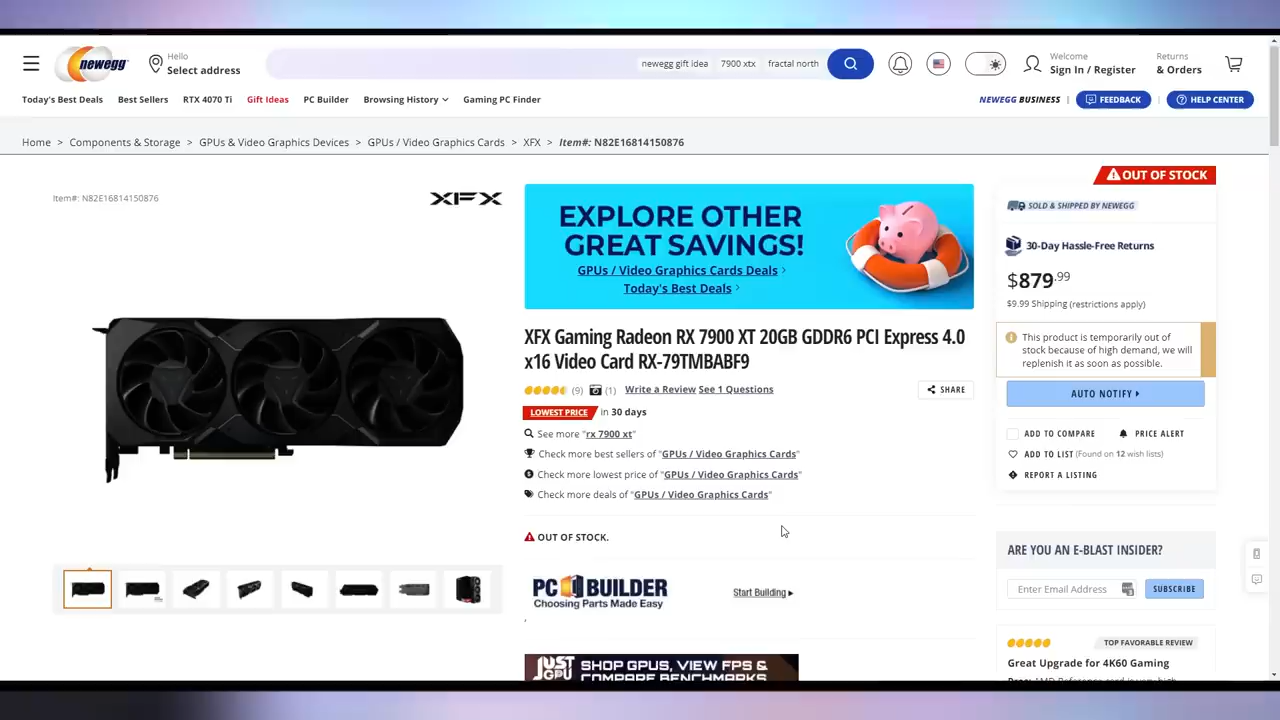 newegg
Hello
Select address
newegg gift idea
7900 xtx
fractal north
Welcome
Sign In / Register
Returns
& Orders
Today's Best Deals
Best Sellers
RTX 4070 Ti
Gift Ideas
PC Builder
Browsing History
Gaming PC Finder
NEWEGG BUSINESS
FEEDBACK
HELP CENTER
Home > Components & Storage > GPUs & Video Graphics Devices > GPUs / Video Graphics Cards > XFX > Item#: N82E16814150876
Item#: N82E16814150876
XFX
EXPLORE OTHER
GREAT SAVINGS!
GPUs / Video Graphics Cards Deals >
Today's Best Deals >
XFX Gaming Radeon RX 7900 XT 20GB GDDR6 PCI Express 4.0
x16 Video Card RX-79TMBABF9
(9) (1) Write a Review See 1 Questions
SHARE
LOWEST PRICE in 30 days
See more "rx 7900 xt"
Check more best sellers of "GPUs / Video Graphics Cards"
Check more lowest price of "GPUs / Video Graphics Cards"
Check more deals of "GPUs / Video Graphics Cards"
OUT OF STOCK.
PC BUILDER
Choosing Parts Made Easy
Start Building
JUST GPU
SHOP GPUS, VIEW FPS &
COMPARE BENCHMARKS
OUT OF STOCK
SOLD & SHIPPED BY NEWEGG
30-Day Hassle-Free Returns
$879.99
$9.99 Shipping (restrictions apply)
This product is temporarily out of
stock because of high demand, we will
replenish it as soon as possible.
AUTO NOTIFY
ADD TO COMPARE
PRICE ALERT
ADD TO LIST (Found on 12 wish lists)
REPORT A LISTING
ARE YOU AN E-BLAST INSIDER?
Enter Email Address
SUBSCRIBE
TOP FAVORABLE REVIEW
Great Upgrade for 4K60 Gaming